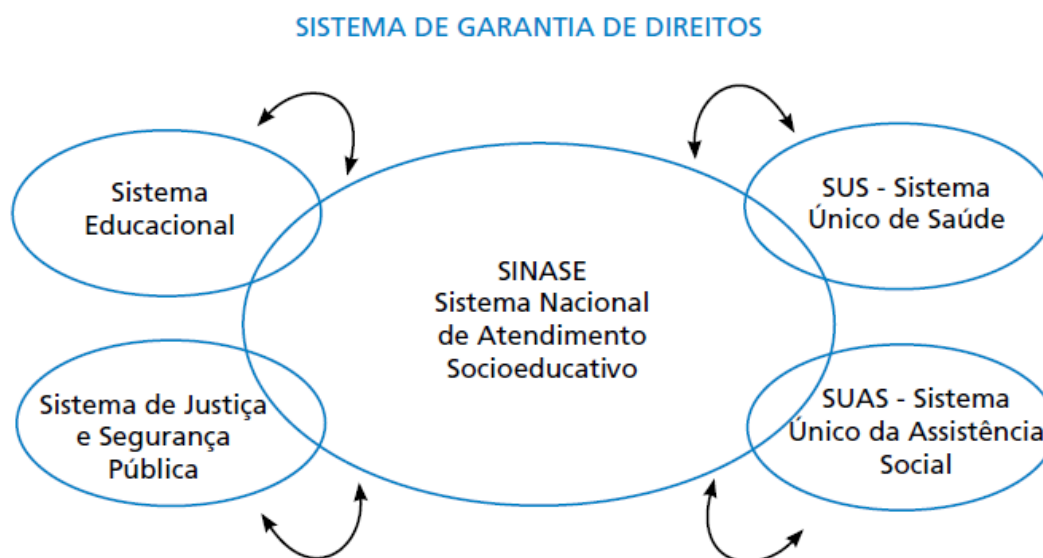 SISTEMA DE GARANTIA DE DIREITOS
Sistema
Educacional
SUS - Sistema
Único de Saúde
SINASE
Sistema Nacional
de Atendimento
Socioeducativo
Sistema de Justiça
e Segurança
Pública
SUAS - Sistema
Único da Assistência
Social